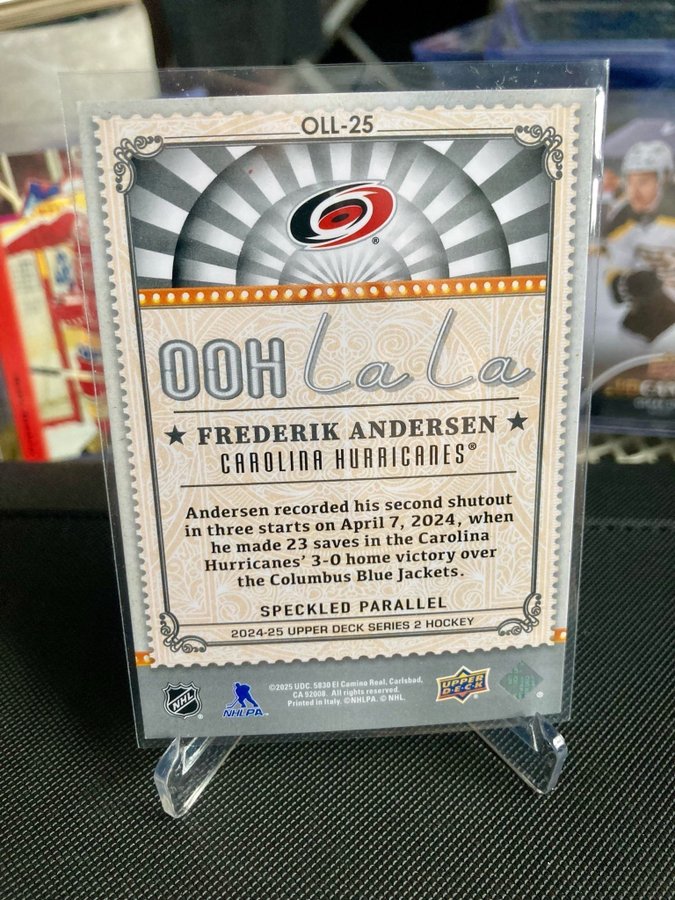 OLL-25
®
OOH La La
★ FREDERIK ANDERSEN ★
CAROLINA HURRICANES®
Andersen recorded his second shutout
in three starts on April 7, 2024, when
he made 23 saves in the Carolina
Hurricanes' 3-0 home victory over
the Columbus Blue Jackets.
SPECKLED PARALLEL
2024-25 UPPER DECK SERIES 2 HOCKEY
©2025 UDC. 5830 El Camino Real, Carlsbad,
CA 92008. All rights reserved.
Printed in Italy. ©NHLPA. © NHL.
NHL
NHLPA
UPPER
DECK